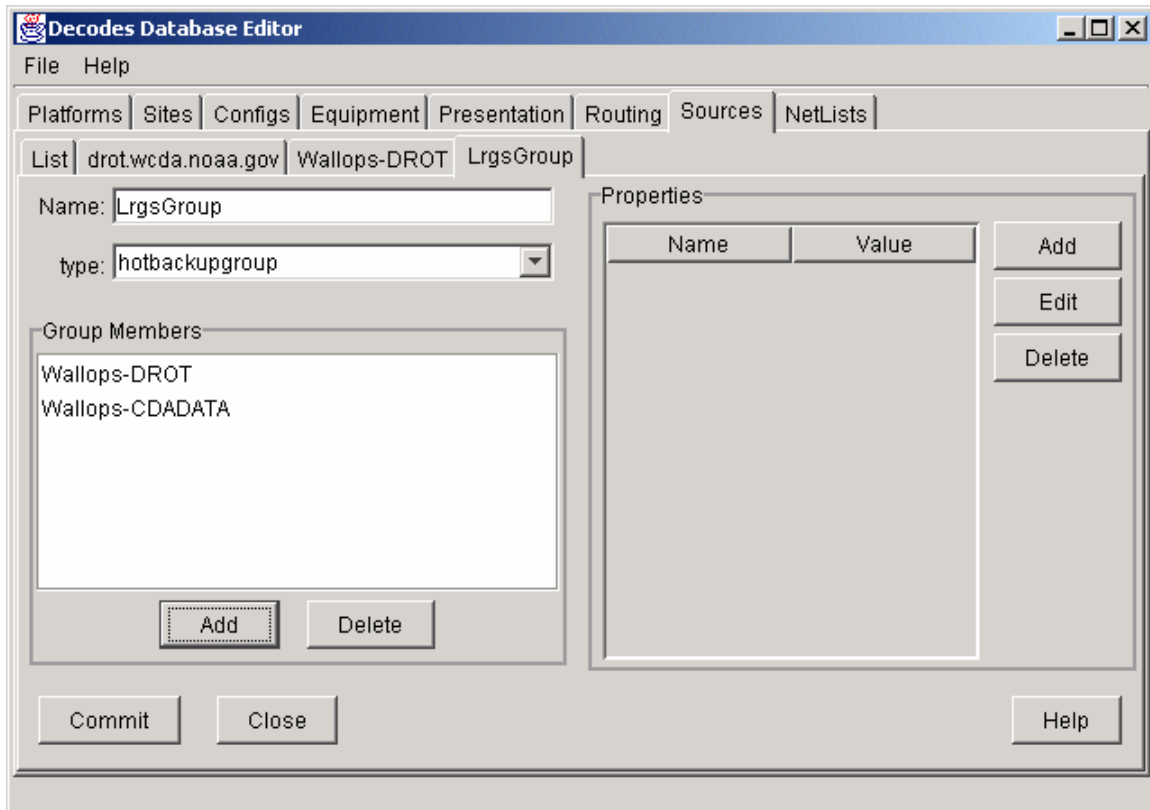 Decodes Database Editor
File Help
Platforms Sites Configs Equipment Presentation Routing Sources NetLists
List drot.wcda.noaa.gov Wallops-DROT LrgsGroup
Name: LrgsGroup
type: hotbackupgroup
Group Members
Wallops-DROT
Wallops-CDADATA
Add Delete
Properties
Name Value
Add
Edit
Delete
Commit Close Help